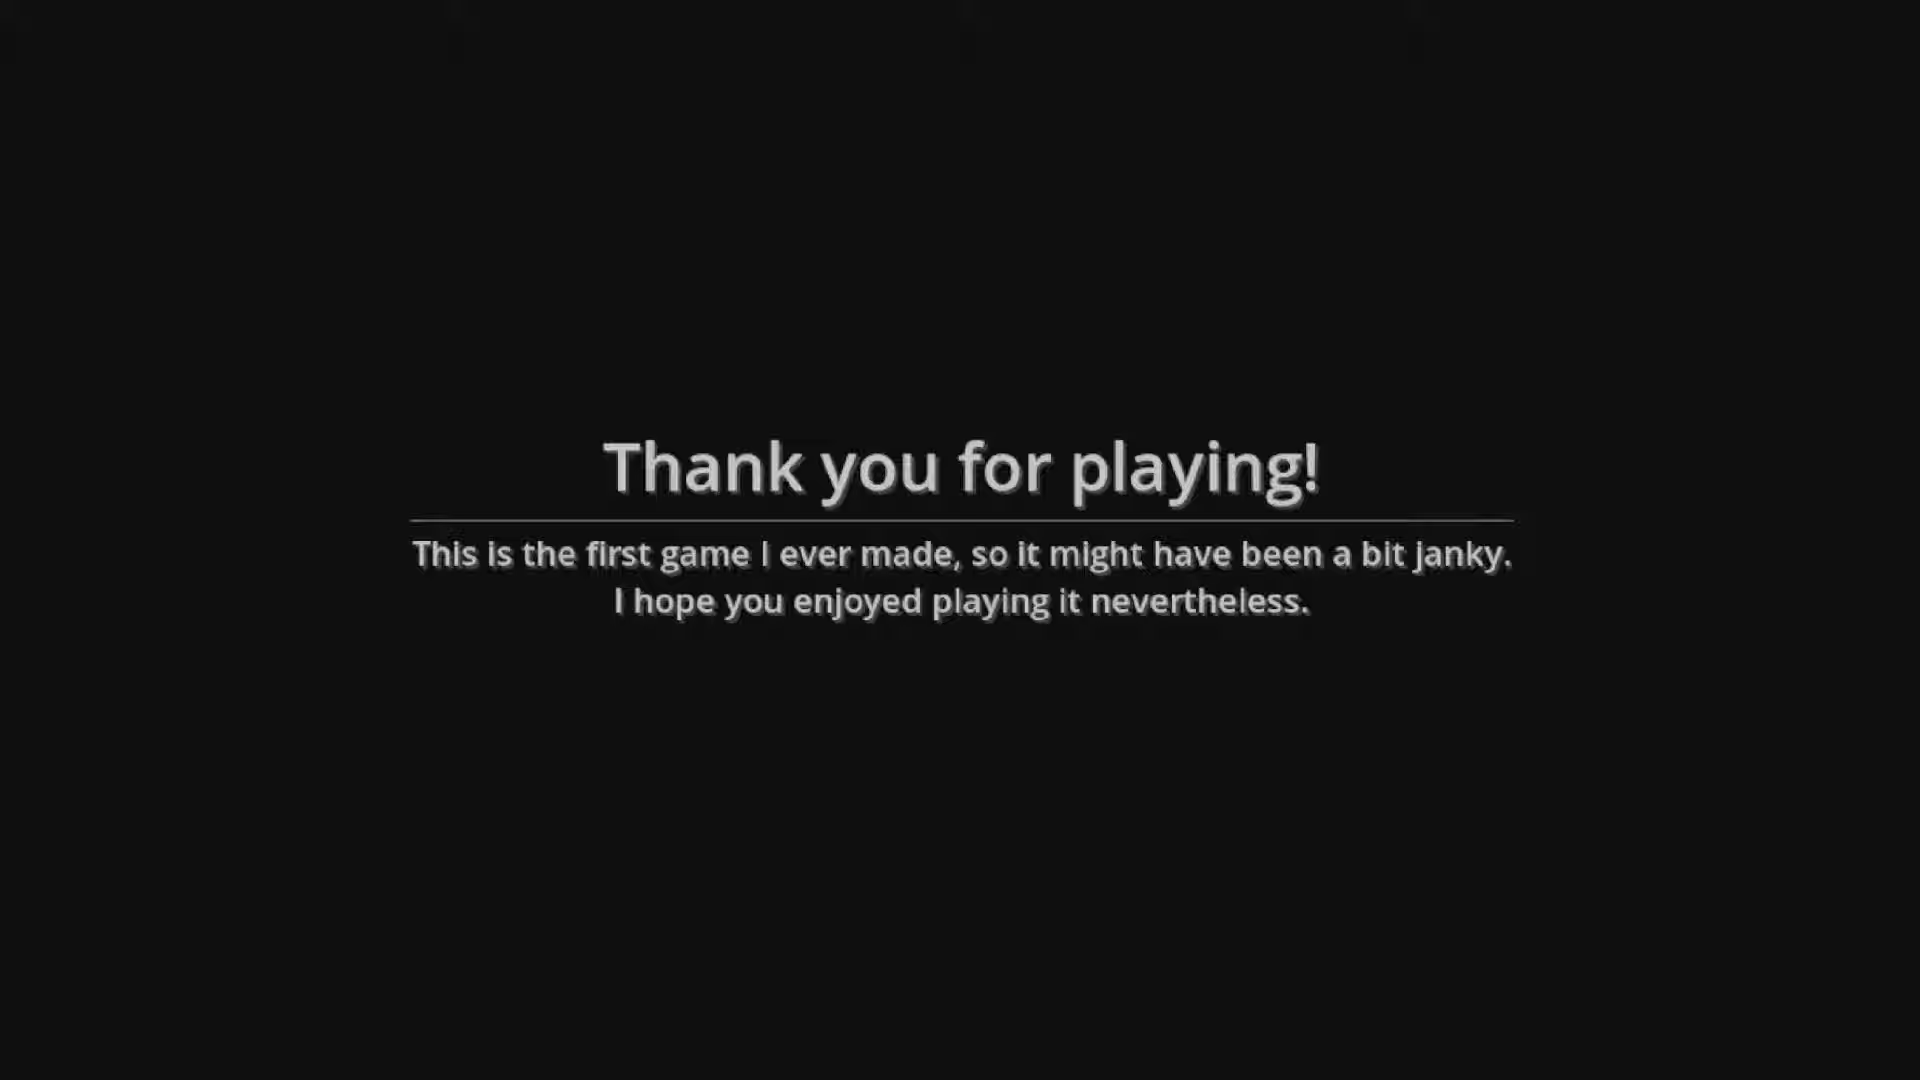 Thank you for playing!
This is the first game I ever made, so it might have been a bit janky.
I hope you enjoyed playing it nevertheless.